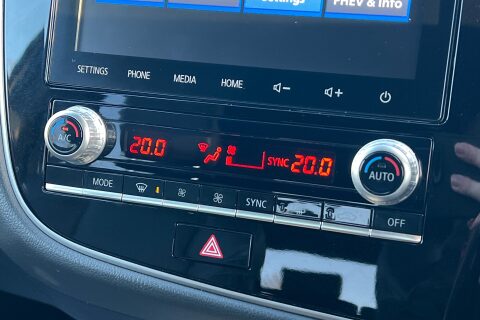 Settings
PHEV & Info
SETTINGS PHONE MEDIA HOME
A/C 20.0 SYNC 20.0 AUTO
MODE SYNC OFF